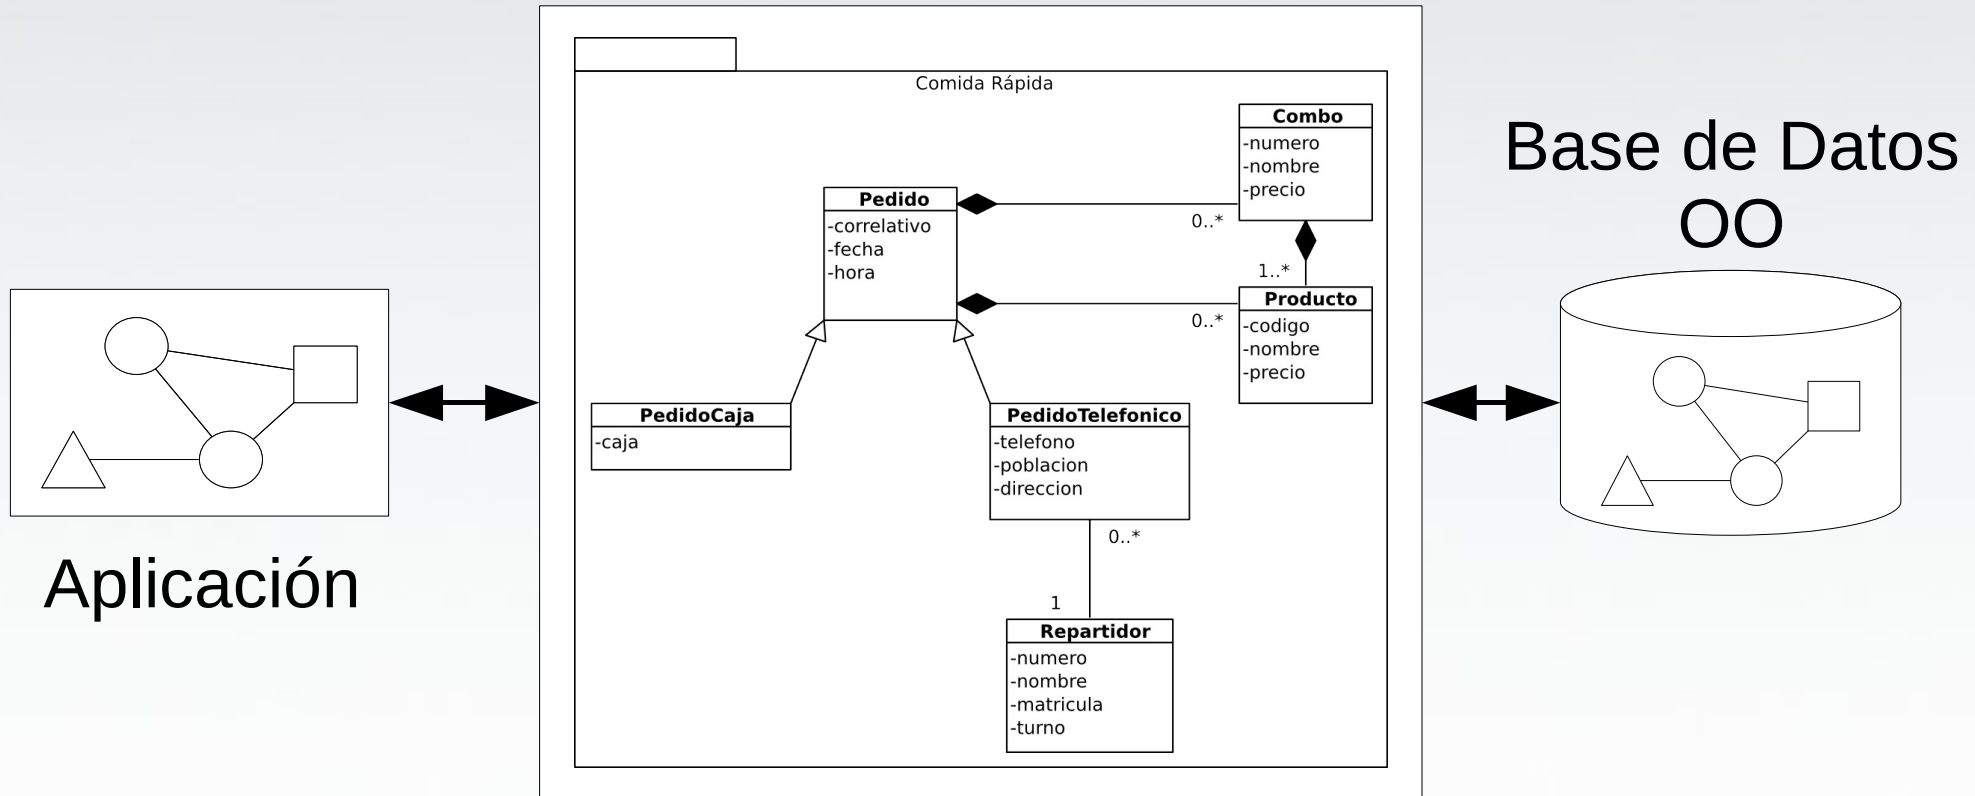 Comida Rápida
Combo
-numero
-nombre
-precio
Pedido
-correlativo
-fecha
-hora
0..*
1..*
0..*
Producto
-codigo
-nombre
-precio
PedidoCaja
-caja
PedidoTelefonico
-telefono
-poblacion
-direccion
0..*
1
Repartidor
-numero
-nombre
-matricula
-turno
Aplicación
Base de Datos
OO